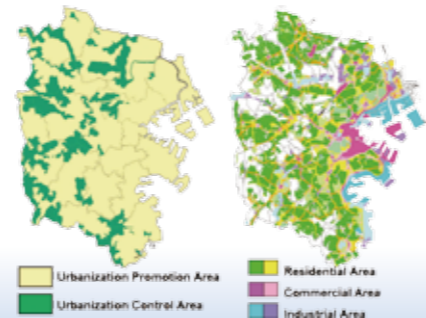 Urbanization Promotion Area
Urbanization Control Area
Residential Area
Commercial Area
Industrial Area